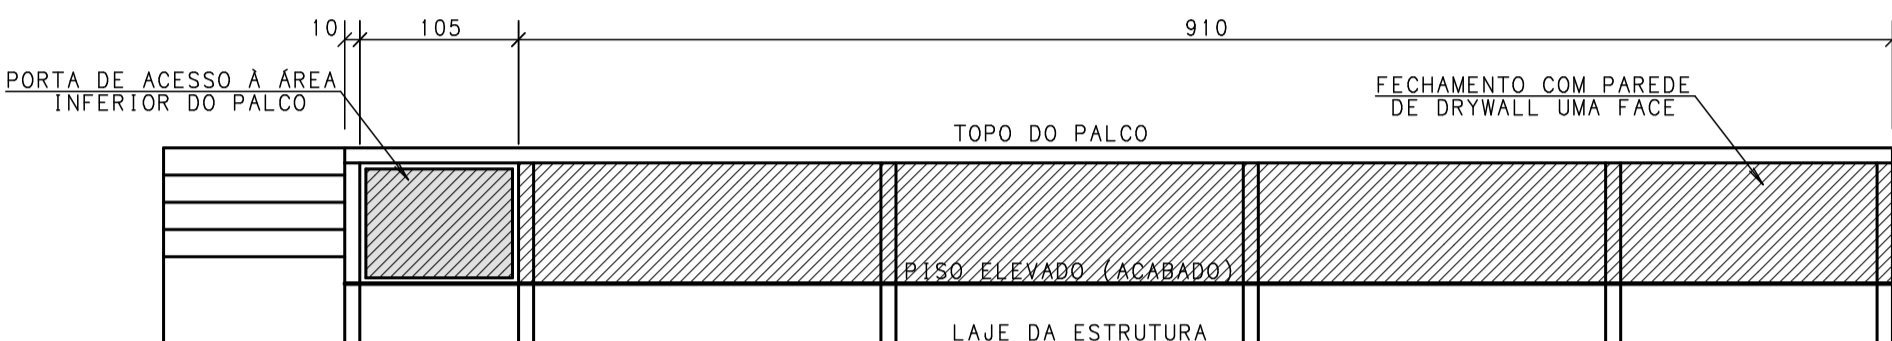 10 105 910
PORTA DE ACESSO À ÁREA
INFERIOR DO PALCO
FECHAMENTO COM PAREDE
DE DRYWALL UMA FACE
TOPO DO PALCO
PISO ELEVADO (ACABADO)
LAJE DA ESTRUTURA